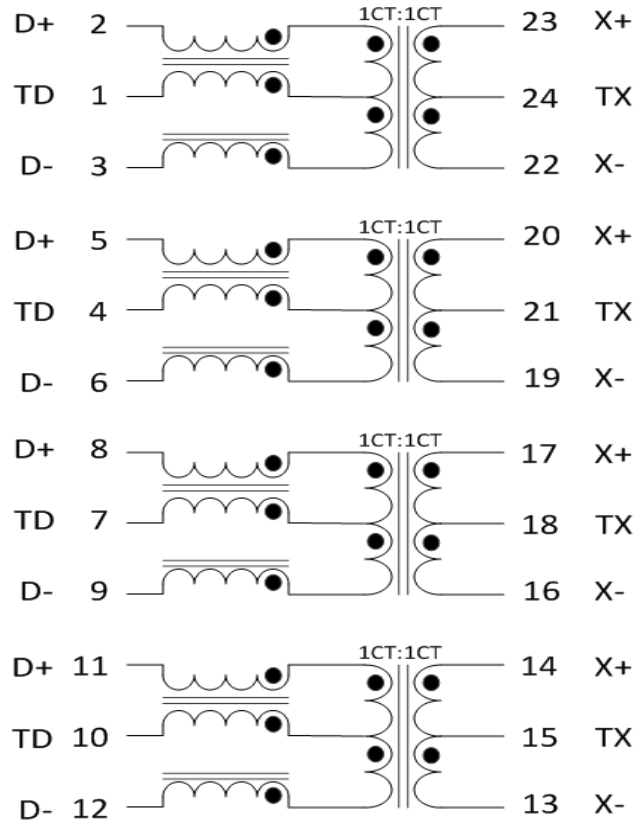 1CT:1CT
D+ 2 23 X+
TD 1 24 TX
D- 3 22 X-
1CT:1CT
D+ 5 20 X+
TD 4 21 TX
D- 6 19 X-
1CT:1CT
D+ 8 17 X+
TD 7 18 TX
D- 9 16 X-
1CT:1CT
D+ 11 14 X+
TD 10 15 TX
D- 12 13 X-